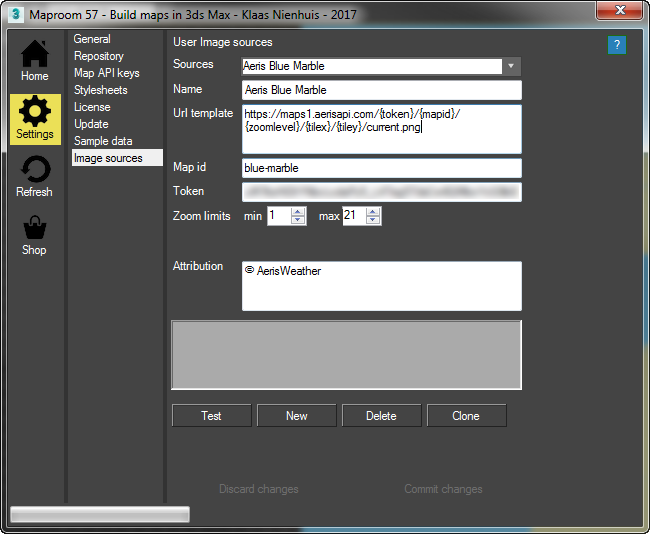 3 Maproom 57 - Build maps in 3ds Max - Klaas Nienhuis - 2017
Home
Settings
Refresh
Shop
General
Repository
Map API keys
Stylesheets
License
Update
Sample data
Image sources
User Image sources
?
Sources Aeris Blue Marble
Name Aeris Blue Marble
Url template https://maps1.aerisapi.com/{token}/{mapid}/
{zoomlevel}/{tilex}/{tiley}/current.png
Map id blue-marble
Token
Zoom limits min 1 max 21
Attribution © AerisWeather
Test New Delete Clone
Discard changes Commit changes